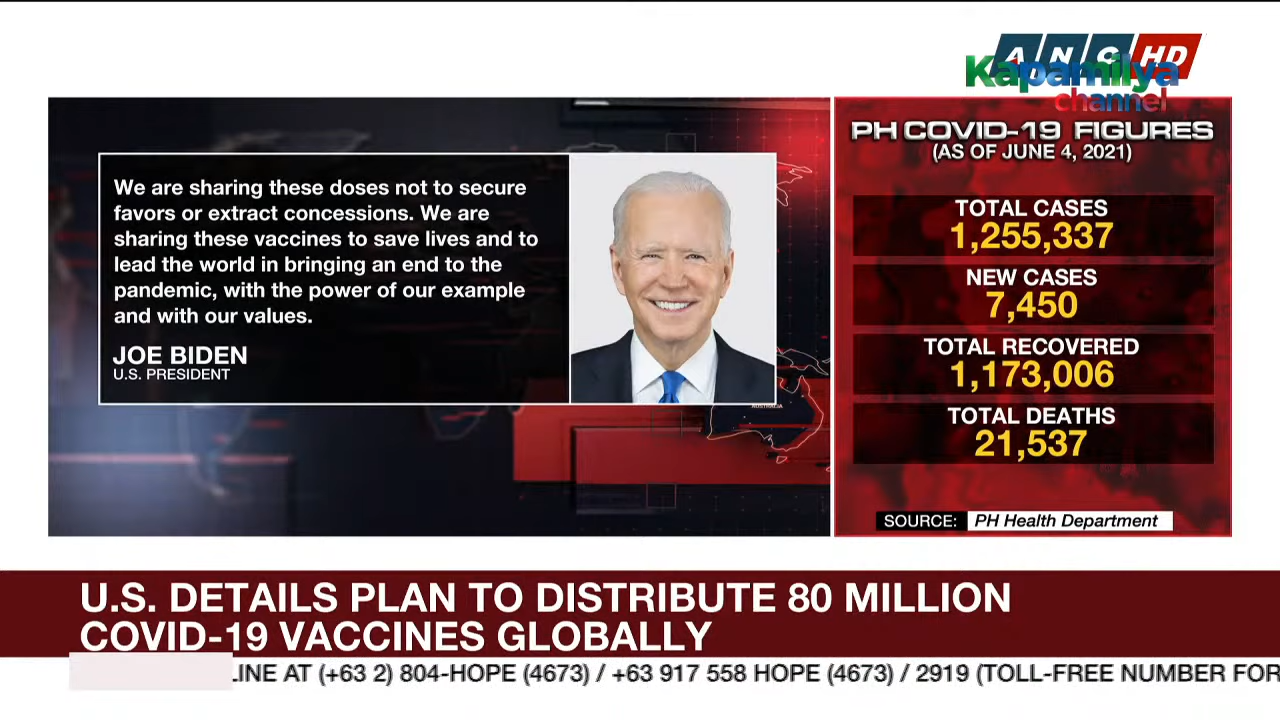 ANC HD
Kapamilya
channel
We are sharing these doses not to secure
favors or extract concessions. We are
sharing these vaccines to save lives and to
lead the world in bringing an end to the
pandemic, with the power of our example
and with our values.
JOE BIDEN
U.S. PRESIDENT
AUSTRALIA
PH COVID-19 FIGURES
(AS OF JUNE 4, 2021)
TOTAL CASES
1,255,337
NEW CASES
7,450
TOTAL RECOVERED
1,173,006
TOTAL DEATHS
21,537
SOURCE: PH Health Department
U.S. DETAILS PLAN TO DISTRIBUTE 80 MILLION
COVID-19 VACCINES GLOBALLY
LINE AT (+63 2) 804-HOPE (4673) / +63 917 558 HOPE (4673) / 2919 (TOLL-FREE NUMBER FOR